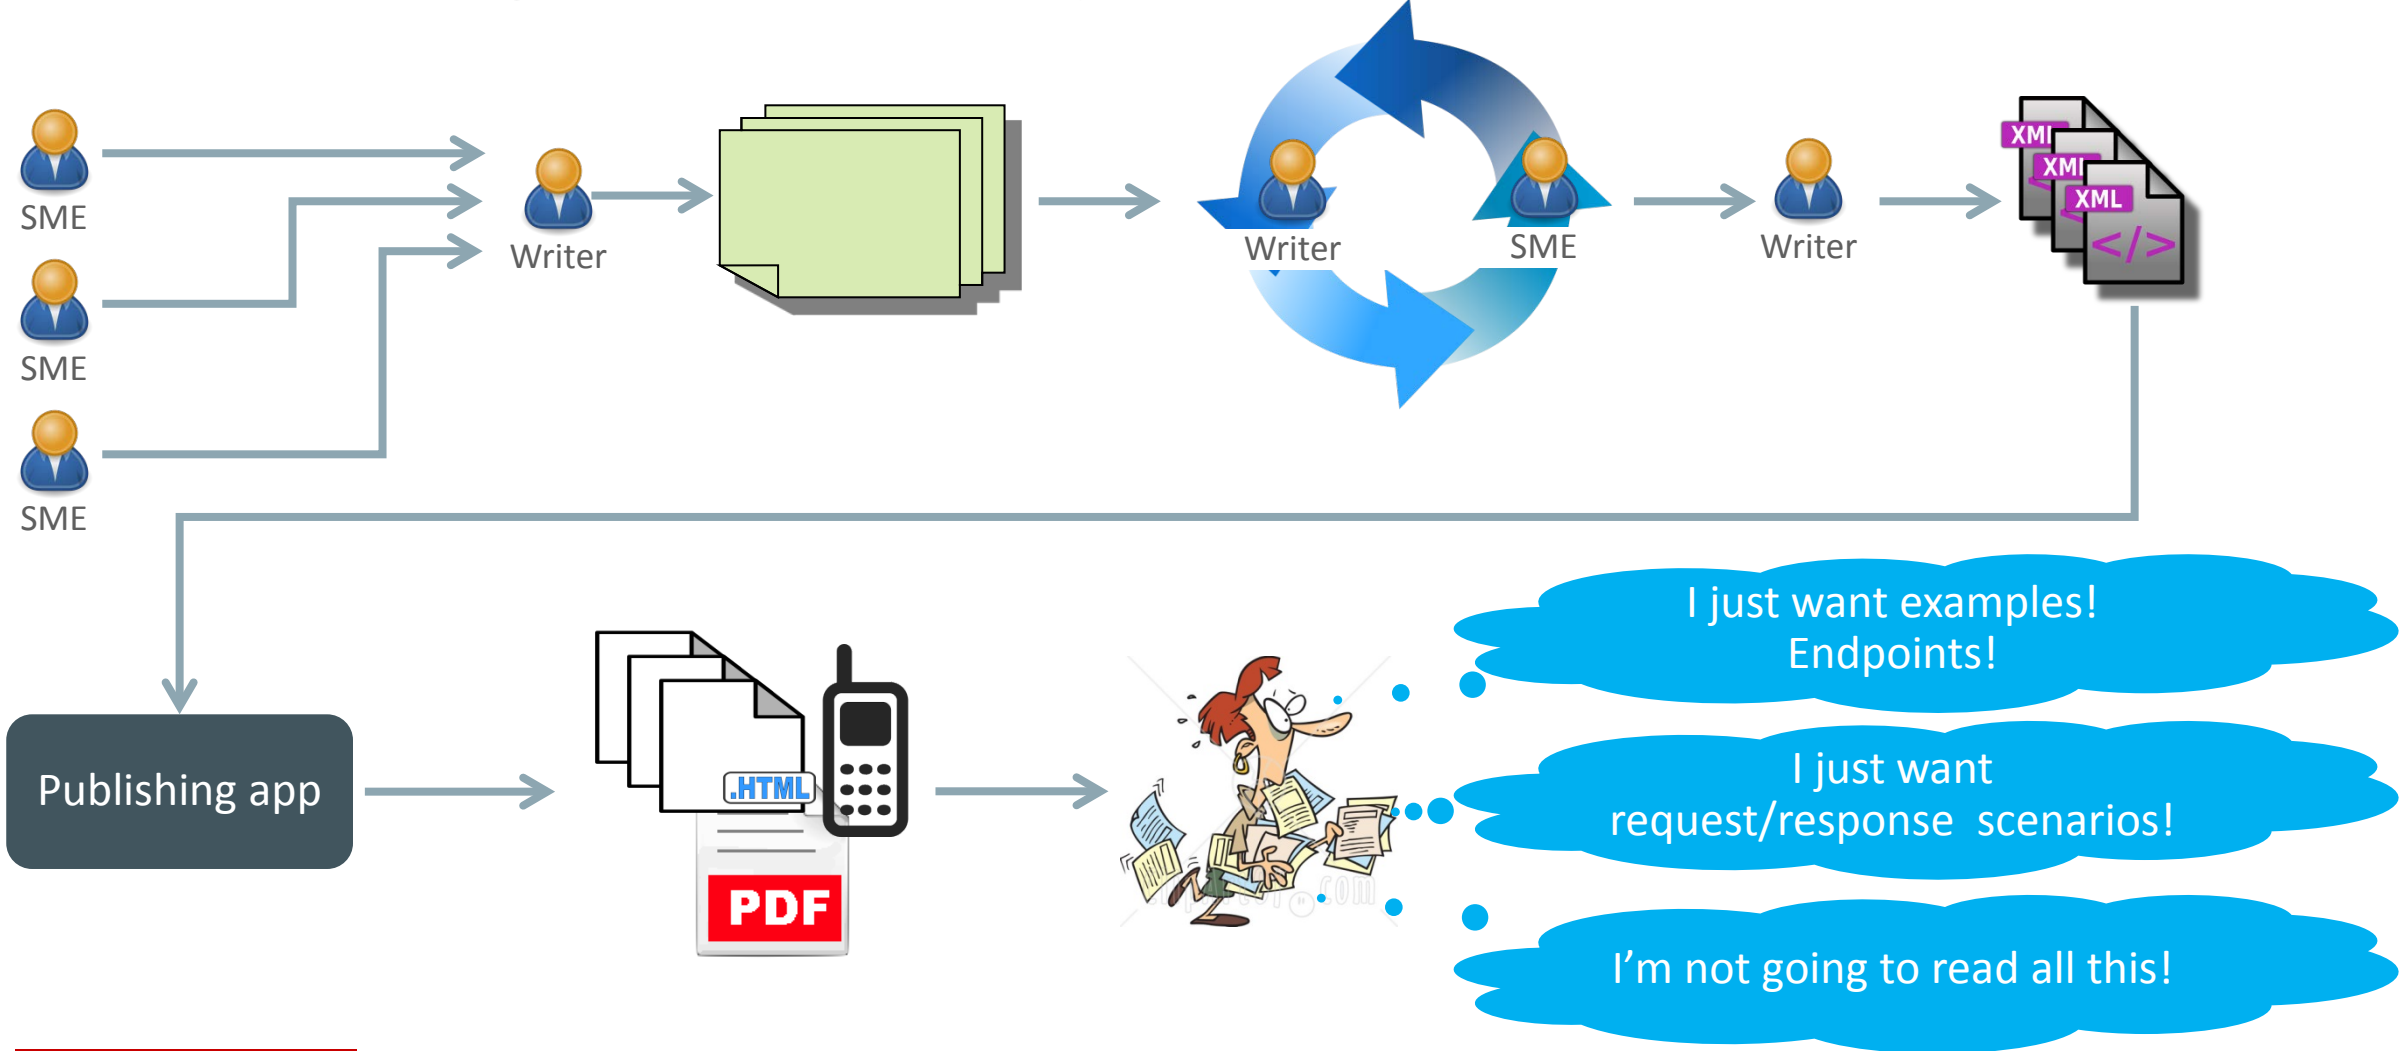 SME
SME
SME
Writer
Writer
SME
Writer
XML
XML
XML
</>
Publishing app
.HTML
PDF
I just want examples!
Endpoints!
I just want
request/response scenarios!
I’m not going to read all this!